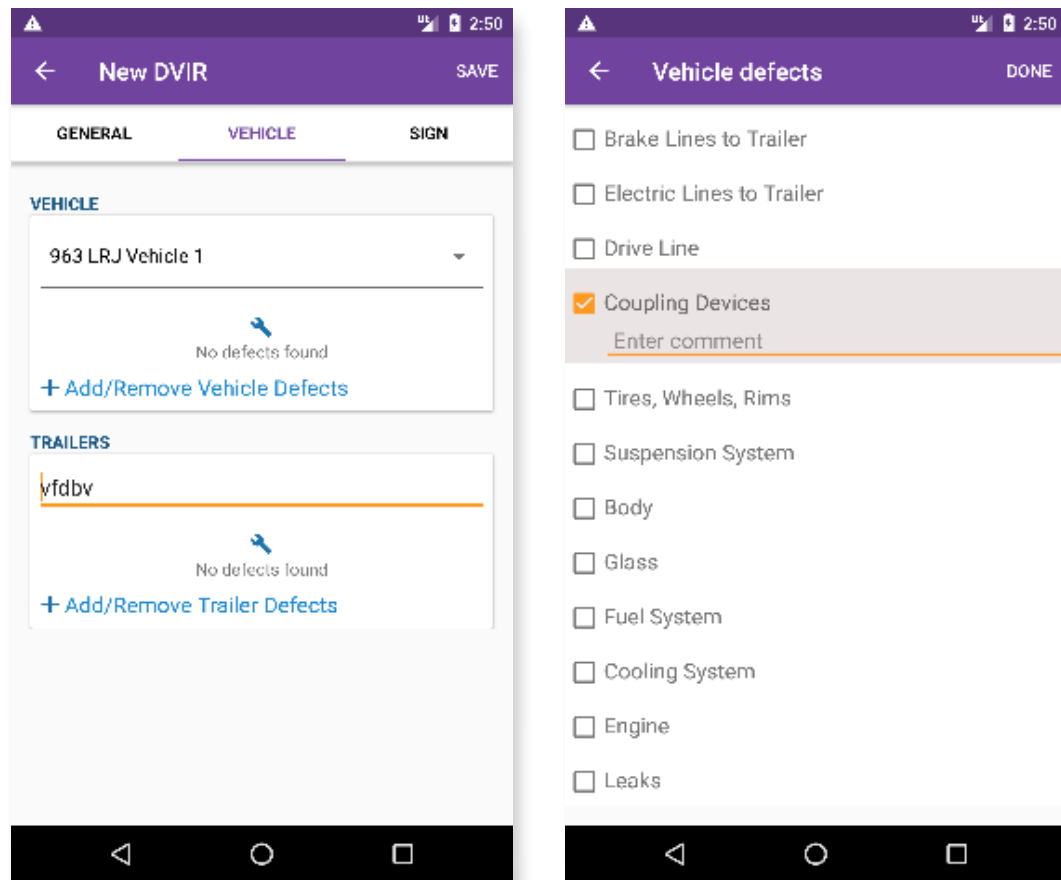 2:50
New DVIR
SAVE
GENERAL VEHICLE SIGN
VEHICLE
963 LRJ Vehicle 1
No defects found
+ Add/Remove Vehicle Defects
TRAILERS
vfdbv
No defects found
+ Add/Remove Trailer Defects
2:50
Vehicle defects
DONE
Brake Lines to Trailer
Electric Lines to Trailer
Drive Line
Coupling Devices
Enter comment
Tires, Wheels, Rims
Suspension System
Body
Glass
Fuel System
Cooling System
Engine
Leaks